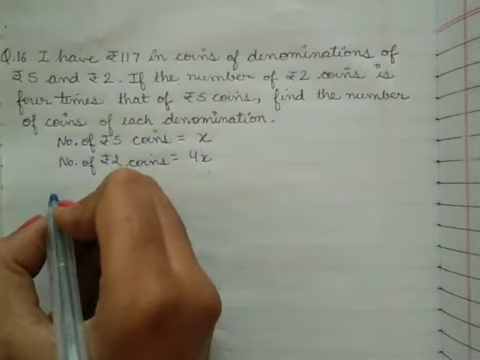 Q.16 I have ₹117 in coins of denominations of
₹5 and ₹2. If the number of ₹2 coins is
four times that of ₹5 coins, find the number
of coins of each denomination.
No. of ₹5 coins = x
No. of ₹2 coins = 4x